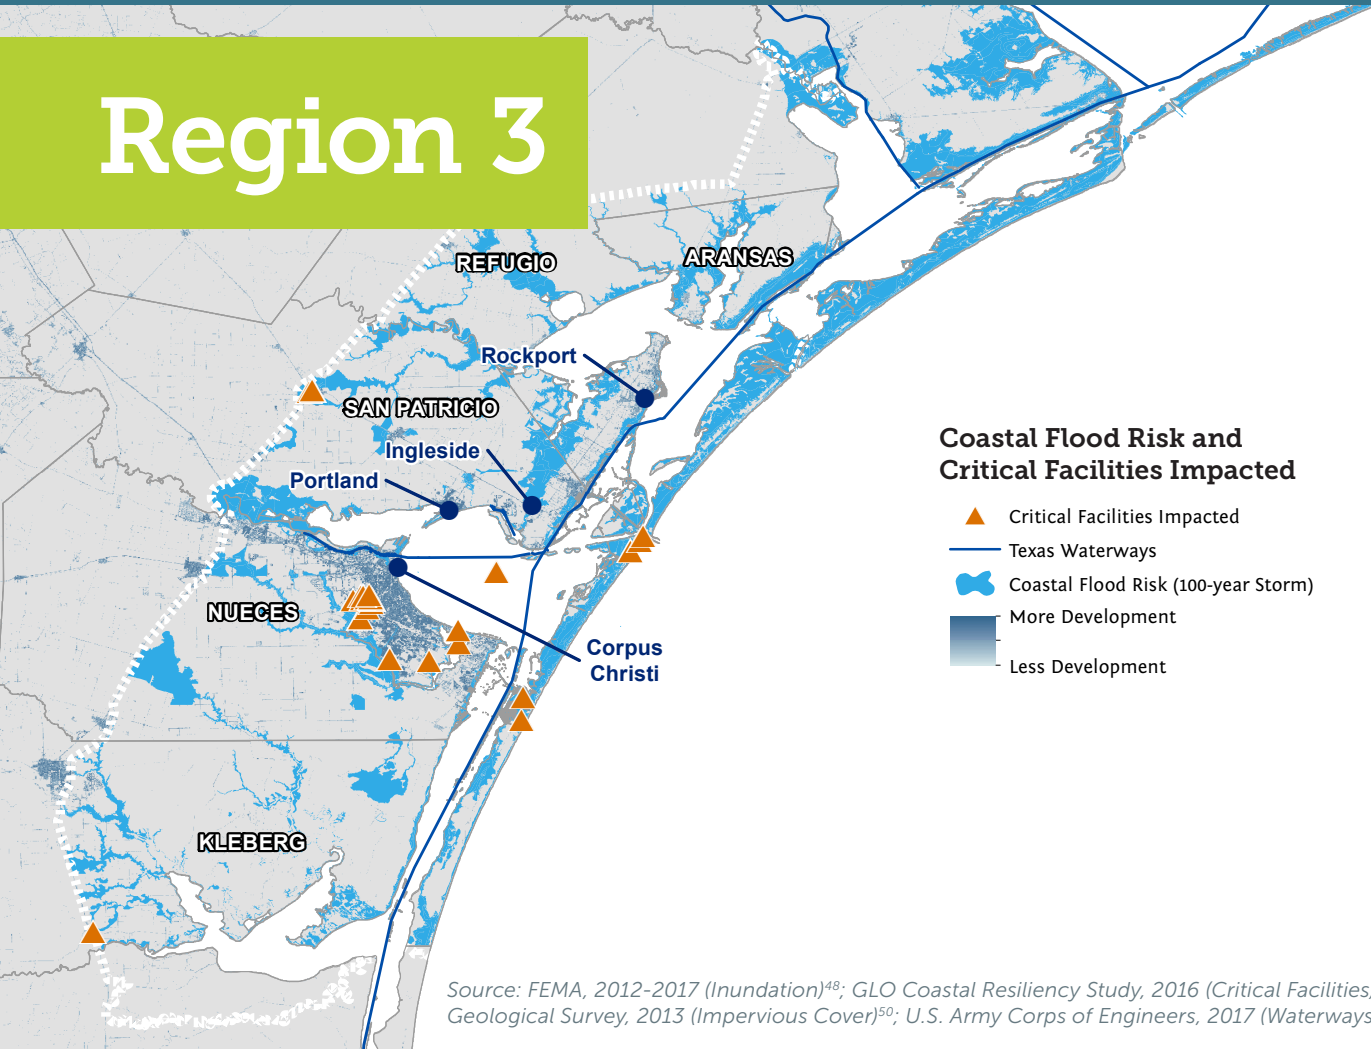 Region 3
REFUGIO
ARANSAS
Rockport
SAN PATRICIO
Ingleside
Portland
NUECES
Corpus
Christi
KLEBERG
Coastal Flood Risk and
Critical Facilities Impacted
Critical Facilities Impacted
Texas Waterways
Coastal Flood Risk (100-year Storm)
More Development
Less Development
Source: FEMA, 2012-2017 (Inundation)48; GLO Coastal Resiliency Study, 2016 (Critical Facilities,
Geological Survey, 2013 (Impervious Cover)50; U.S. Army Corps of Engineers, 2017 (Waterways